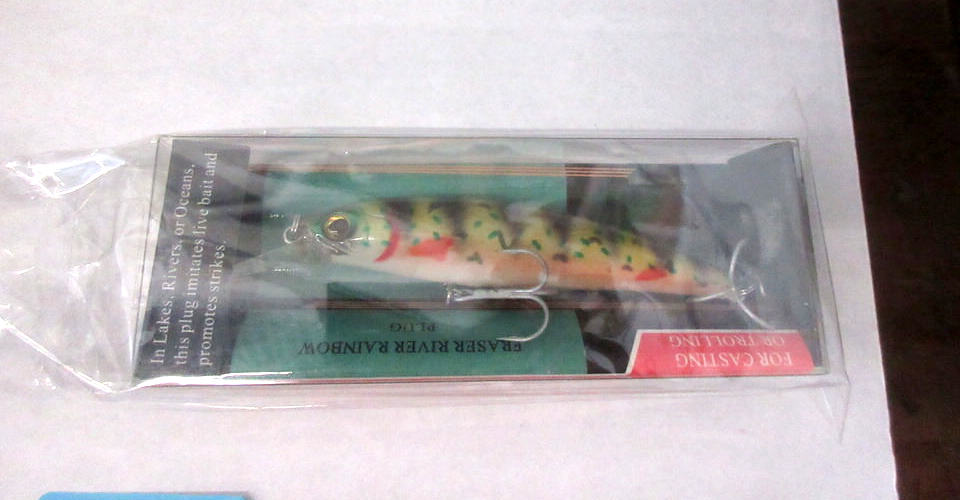 In Lakes, Rivers, or Oceans,
this plug imitates live bait and
promotes strikes.
FRASER RIVER RAINBOW
PLUG
FOR CASTING
OR TROLLING